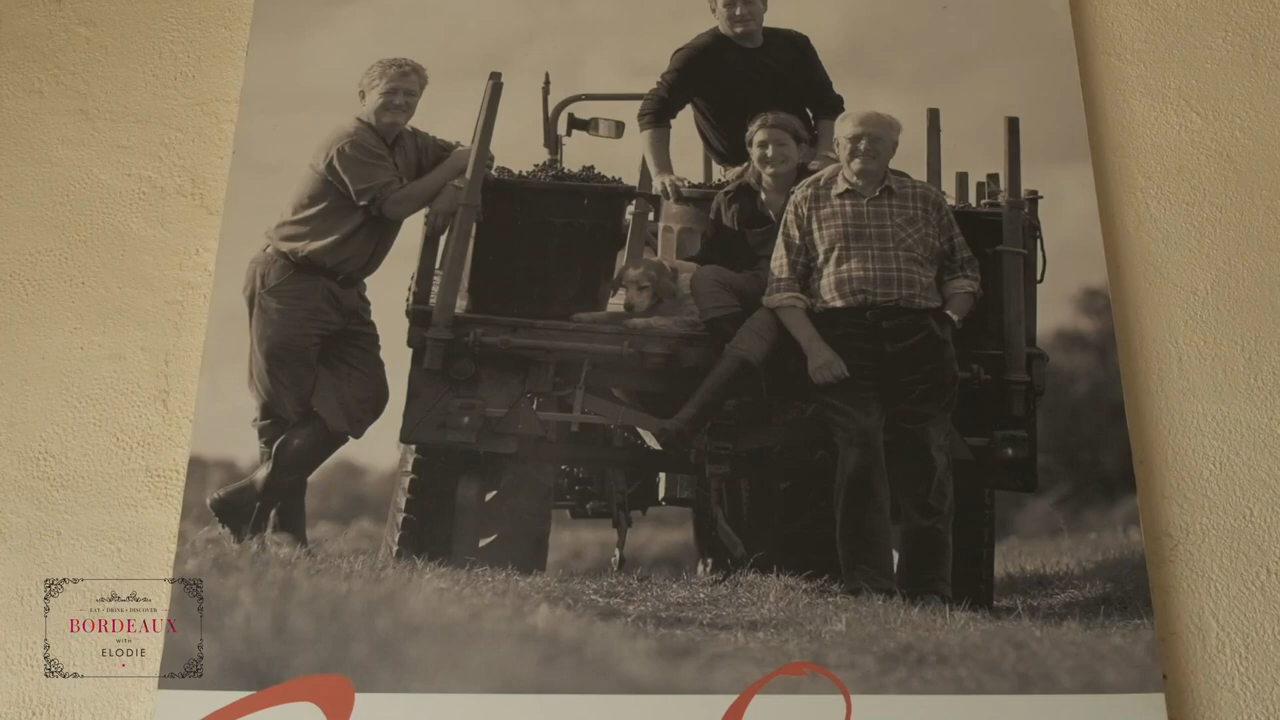 EAT • DRINK • DISCOVER
BORDEAUX
WITH
ELODIE